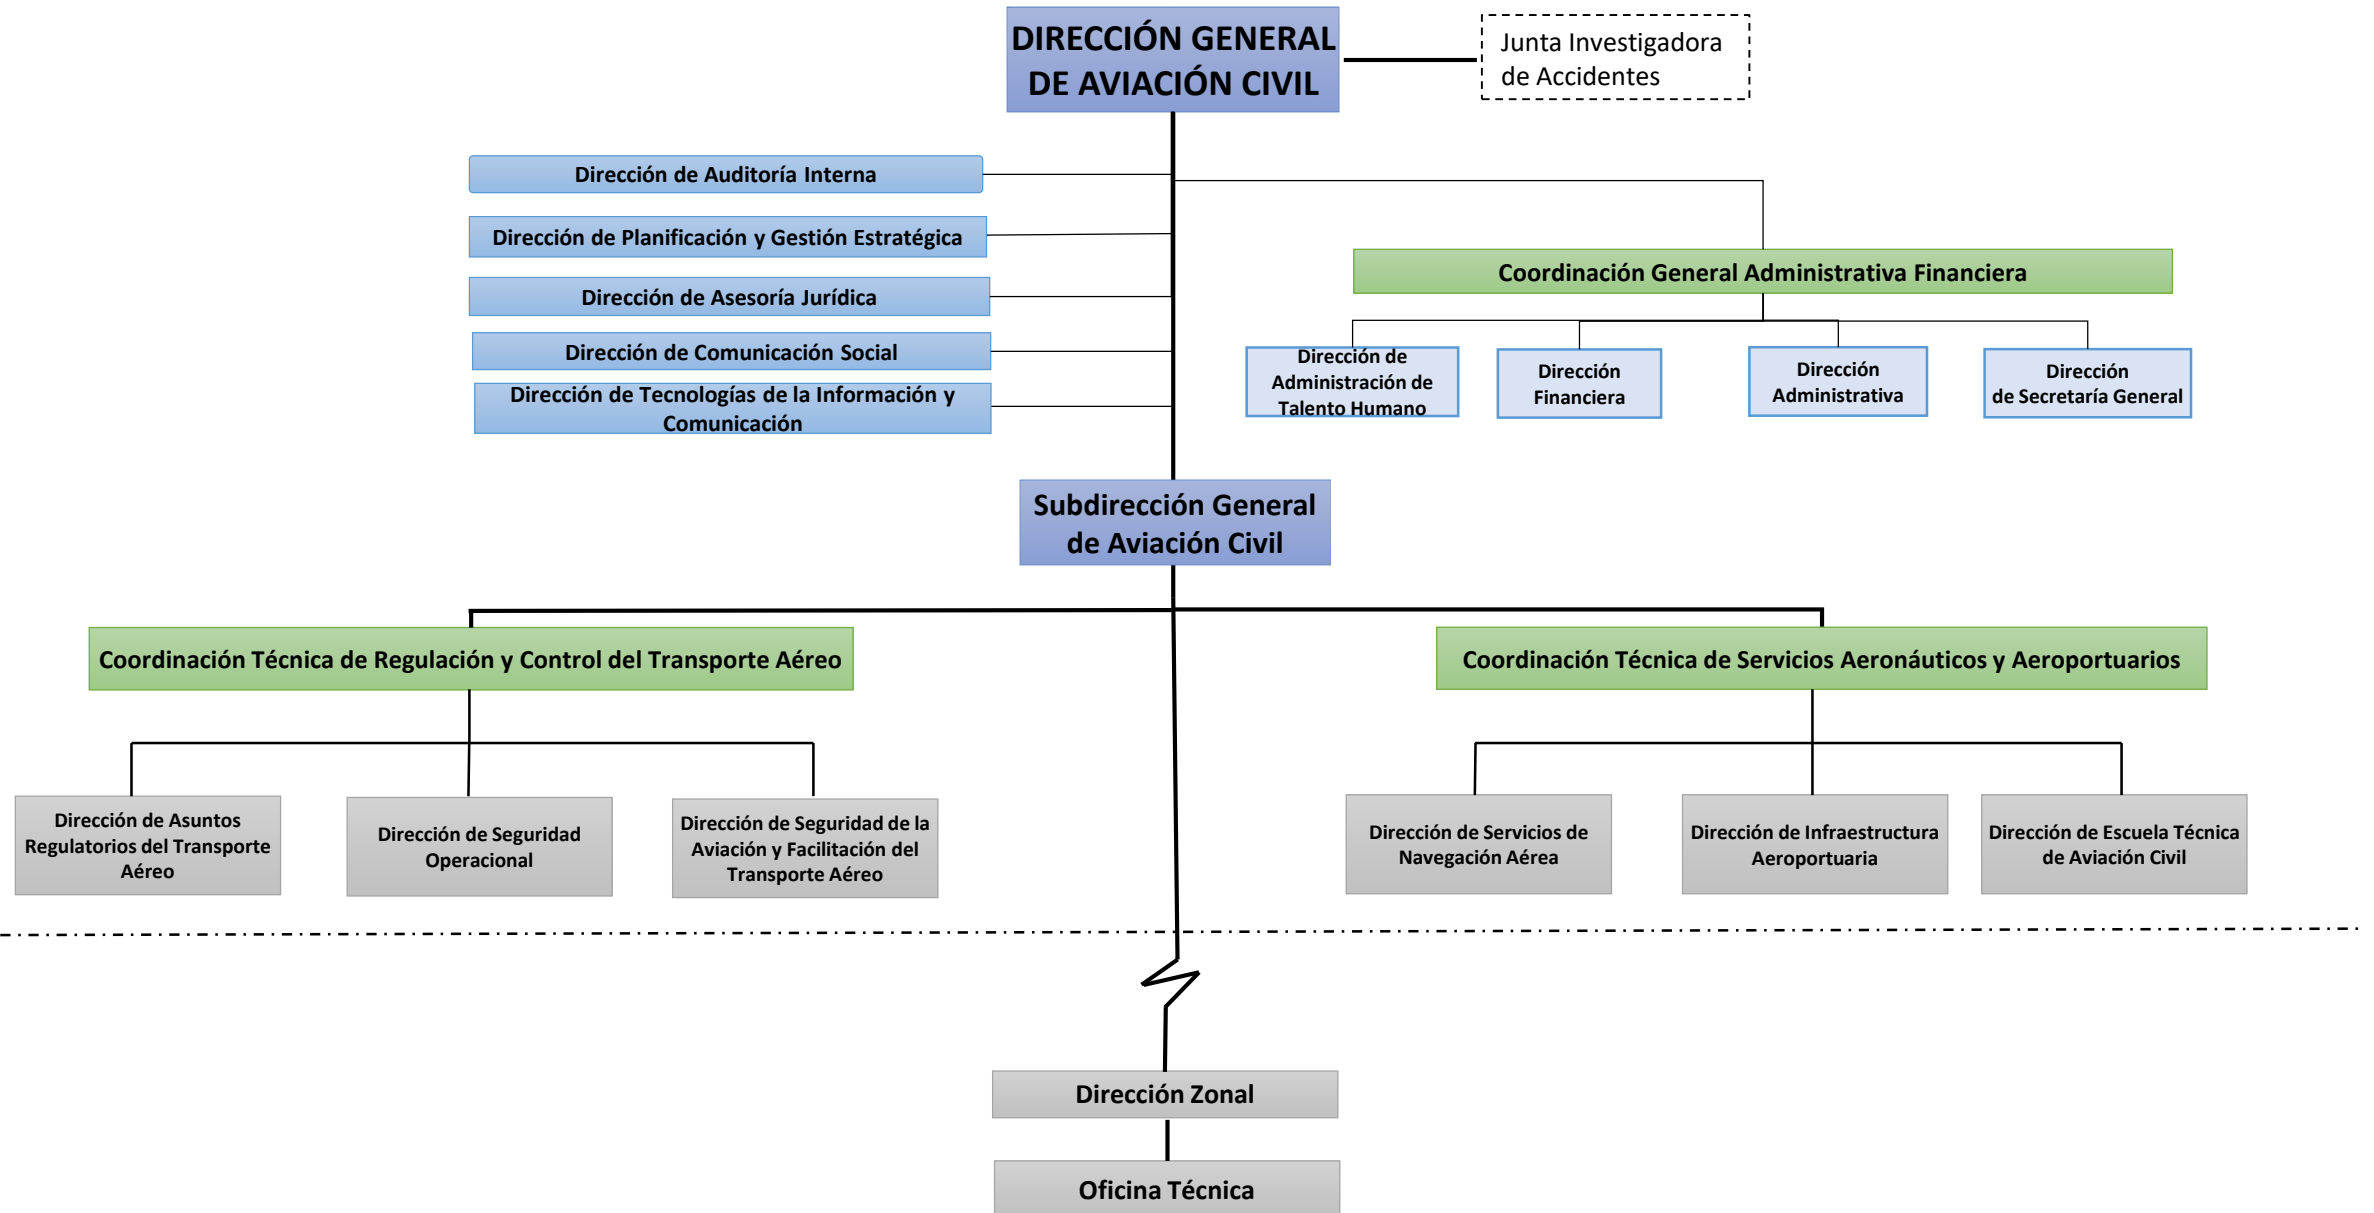 DIRECCIÓN GENERAL
DE AVIACIÓN CIVIL
Junta Investigadora
de Accidentes
Dirección de Auditoría Interna
Dirección de Planificación y Gestión Estratégica
Dirección de Asesoría Jurídica
Dirección de Comunicación Social
Dirección de Tecnologías de la Información y
Comunicación
Coordinación General Administrativa Financiera
Dirección de
Administración de
Talento Humano
Dirección
Financiera
Dirección
Administrativa
Dirección
de Secretaría General
Subdirección General
de Aviación Civil
Coordinación Técnica de Regulación y Control del Transporte Aéreo
Coordinación Técnica de Servicios Aeronáuticos y Aeroportuarios
Dirección de Asuntos
Regulatorios del Transporte
Aéreo
Dirección de Seguridad
Operacional
Dirección de Seguridad de la
Aviación y Facilitación del
Transporte Aéreo
Dirección de Servicios de
Navegación Aérea
Dirección de Infraestructura
Aeroportuaria
Dirección de Escuela Técnica
de Aviación Civil
Dirección Zonal
Oficina Técnica